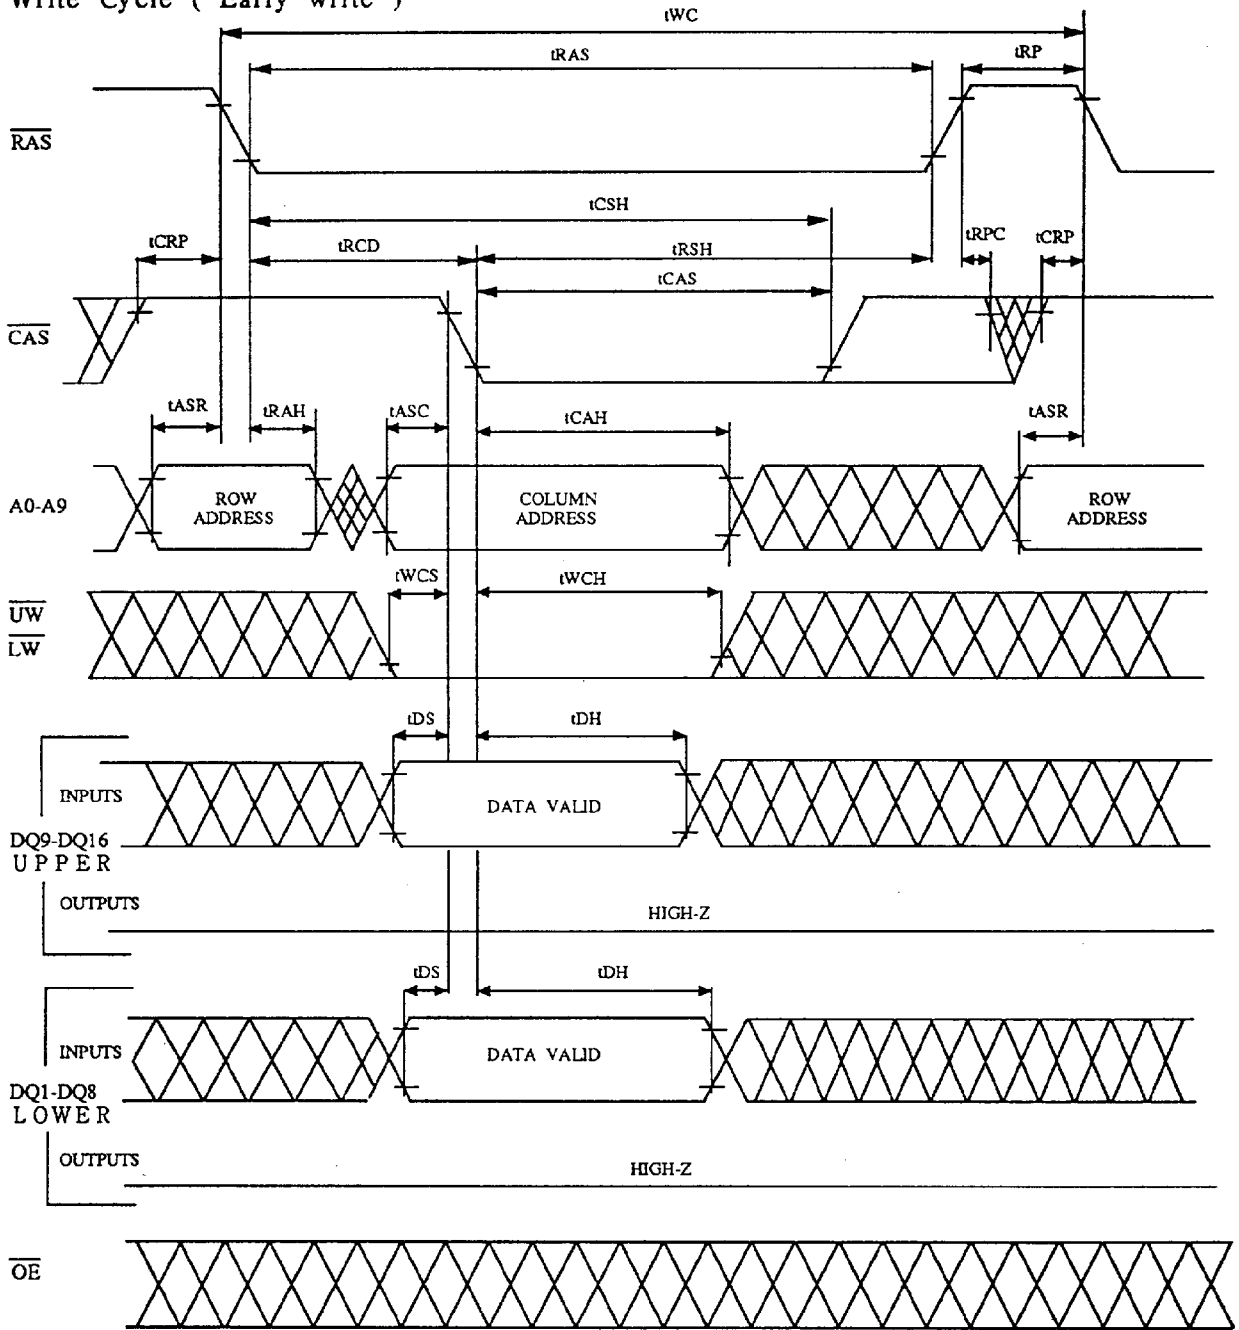 Write Cycle ( Early write )
tWC
tRAS
tRP
RAS
tCSH
tCRP
tRCD
tRSH
tRPC
tCRP
tCAS
CAS
tASR
tRAH
tASC
tCAH
tASR
A0-A9
ROW
ADDRESS
COLUMN
ADDRESS
ROW
ADDRESS
tWCS
tWCH
UW
LW
tDS
tDH
INPUTS
DATA VALID
DQ9-DQ16
UPPER
OUTPUTS
HIGH-Z
tDS
tDH
INPUTS
DATA VALID
DQ1-DQ8
LOWER
OUTPUTS
HIGH-Z
OE